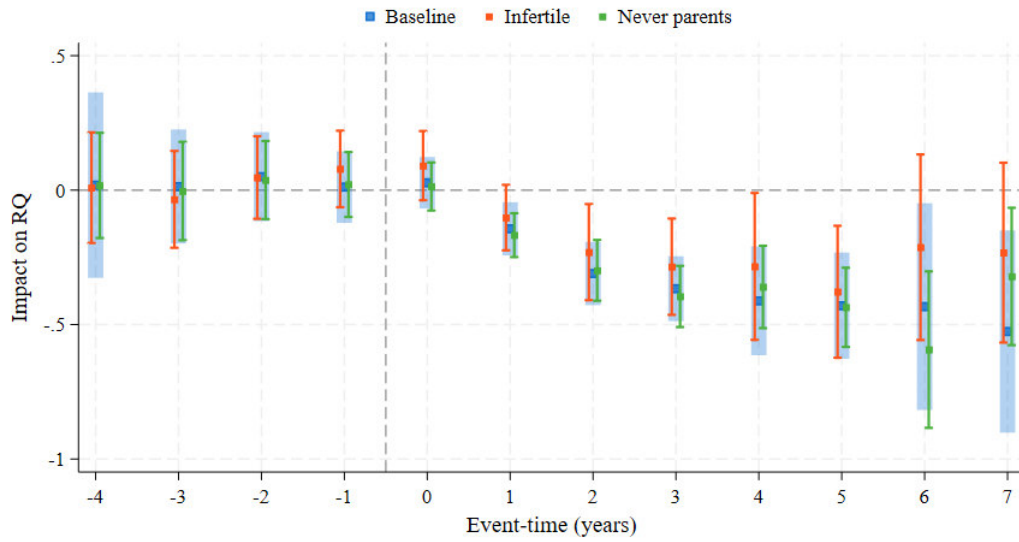 Baseline Infertile Never parents
.5
0
-.5
-1
Impact on RQ
-4 -3 -2 -1 0 1 2 3 4 5 6 7
Event-time (years)